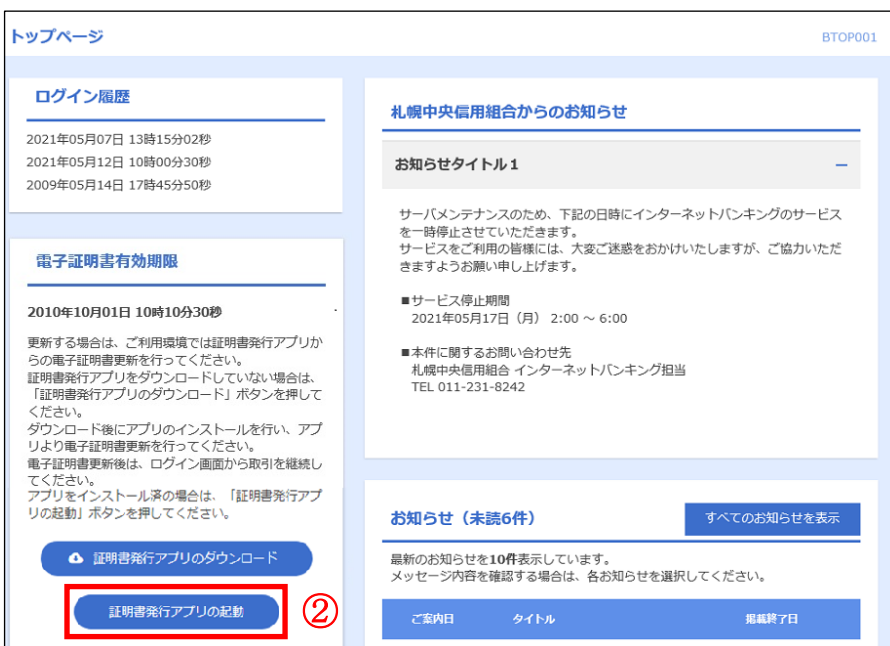 トップページ
BTOP001
ログイン履歴
2021年05月07日 13時15分02秒
2021年05月12日 10時00分30秒
2009年05月14日 17時45分50秒
電子証明書有効期限
2010年10月01日 10時10分30秒
更新する場合は、ご利用環境では証明書発行アプリか
らの電子証明書更新を行ってください。
証明書発行アプリをダウンロードしていない場合は、
「証明書発行アプリのダウンロード」ボタンを押して
ください。
ダウンロード後にアプリのインストールを行い、アプ
リより電子証明書更新を行ってください。
電子証明書更新後は、ログイン画面から取引を継続し
てください。
アプリをインストール済の場合は、「証明書発行アプ
リの起動」ボタンを押してください。
証明書発行アプリのダウンロード
証明書発行アプリの起動
②
札幌中央信用組合からのお知らせ
お知らせタイトル1
サーバメンテナンスのため、下記の日時にインターネットバンキングのサービス
を一時停止させていただきます。
サービスをご利用の皆様には、大変ご迷惑をおかけいたしますが、ご協力いただ
きますようお願い申し上げます。
■サービス停止期間
2021年05月17日（月） 2:00 ～ 6:00
■本件に関するお問い合わせ先
札幌中央信用組合 インターネットバンキング担当
TEL 011-231-8242
お知らせ（未読6件）
すべてのお知らせを表示
最新のお知らせを10件表示しています。
メッセージ内容を確認する場合は、各お知らせを選択してください。
ご案内日 タイトル 掲載終了日